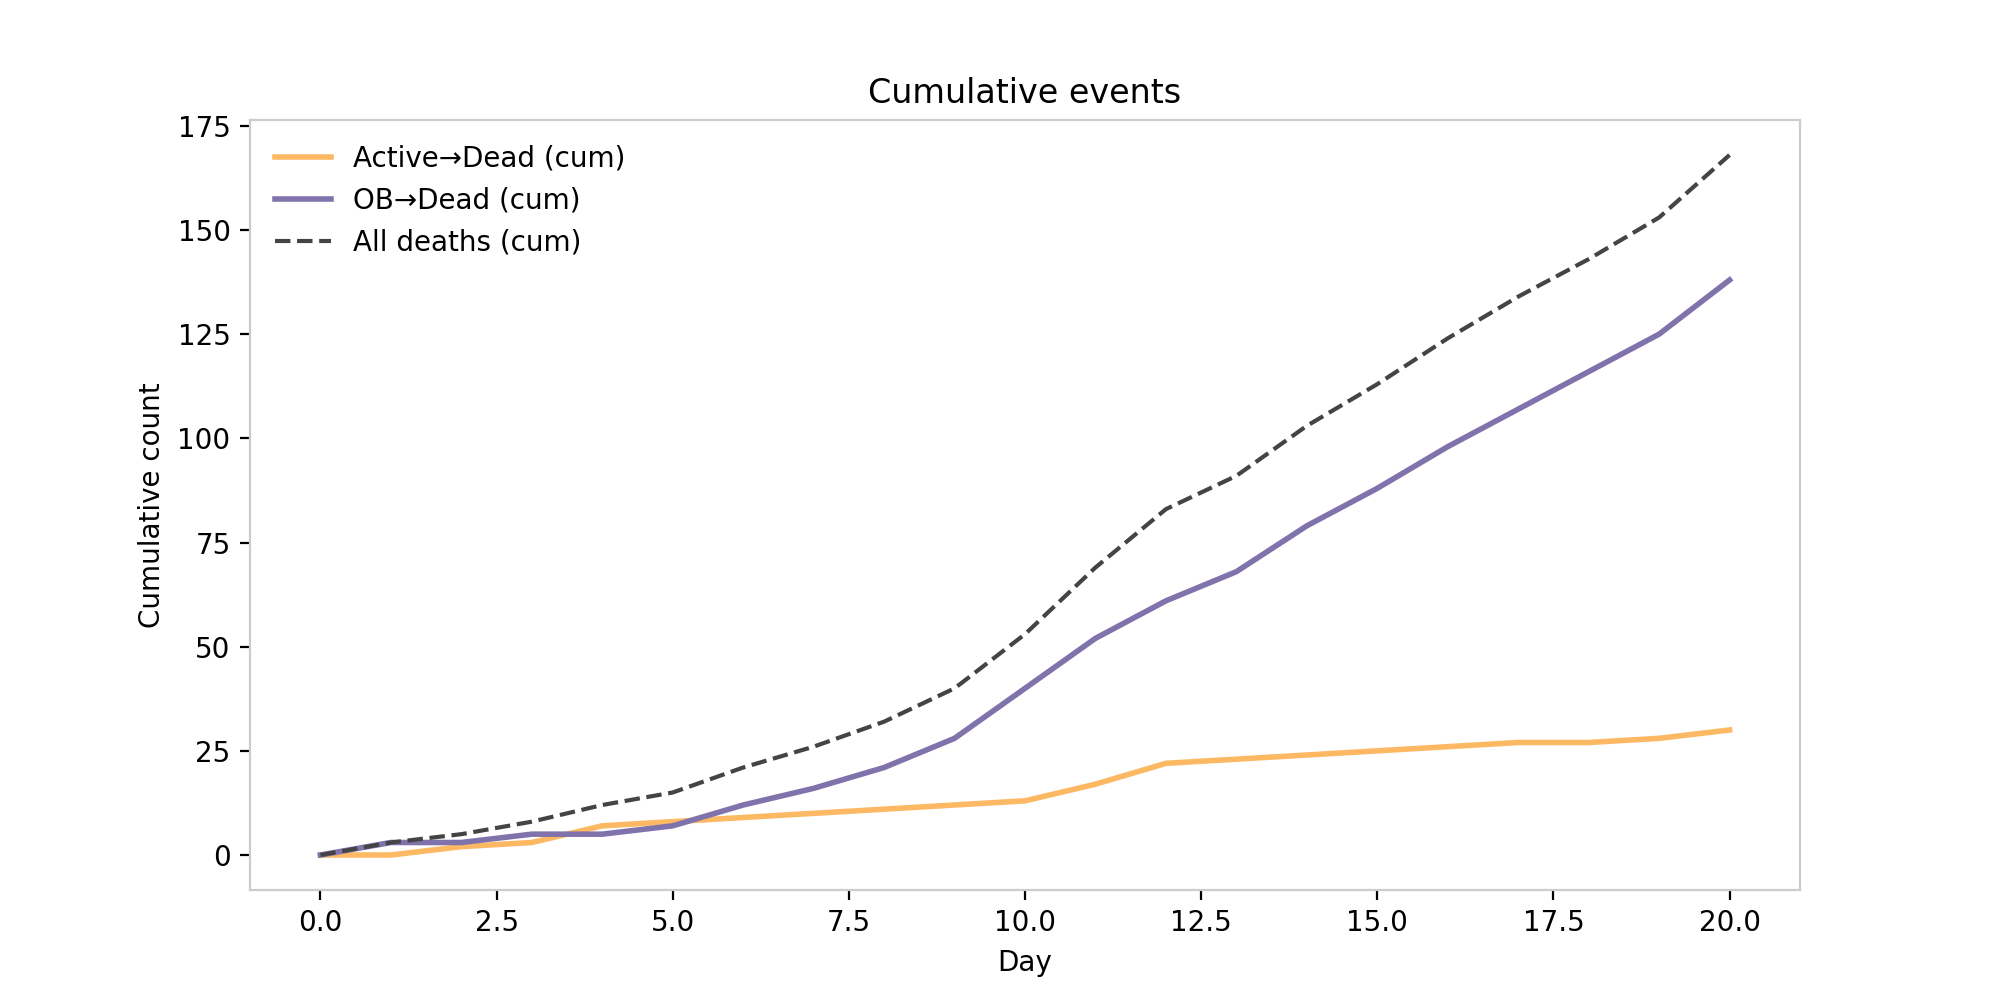 Cumulative events
Active→Dead (cum)
OB→Dead (cum)
All deaths (cum)
Cumulative count
175
150
125
100
75
50
25
0
0.0 2.5 5.0 7.5 10.0 12.5 15.0 17.5 20.0
Day